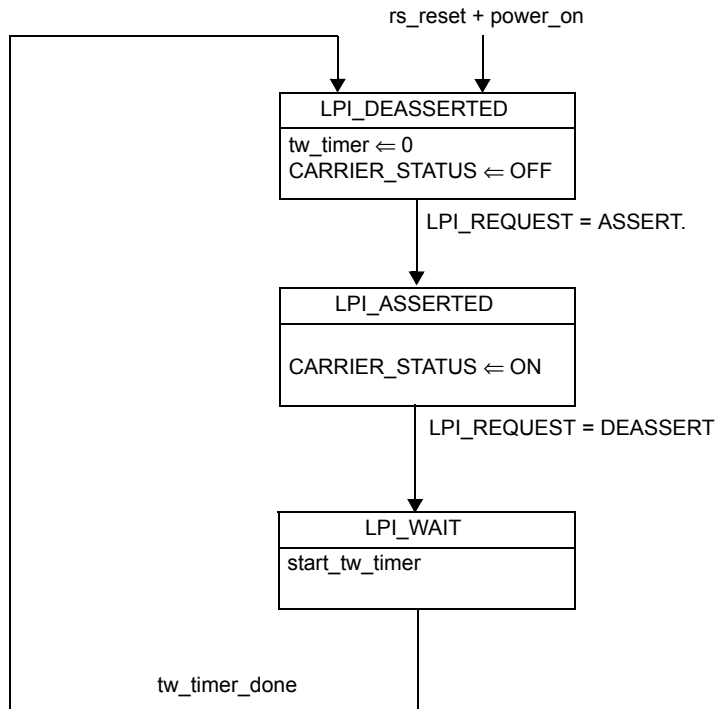 rs_reset + power_on
LPI_DEASSERTED
tw_timer ⇐ 0
CARRIER_STATUS ⇐ OFF
LPI_REQUEST = ASSERT.
LPI_ASSERTED
CARRIER_STATUS ⇐ ON
LPI_REQUEST = DEASSERT
LPI_WAIT
start_tw_timer
tw_timer_done